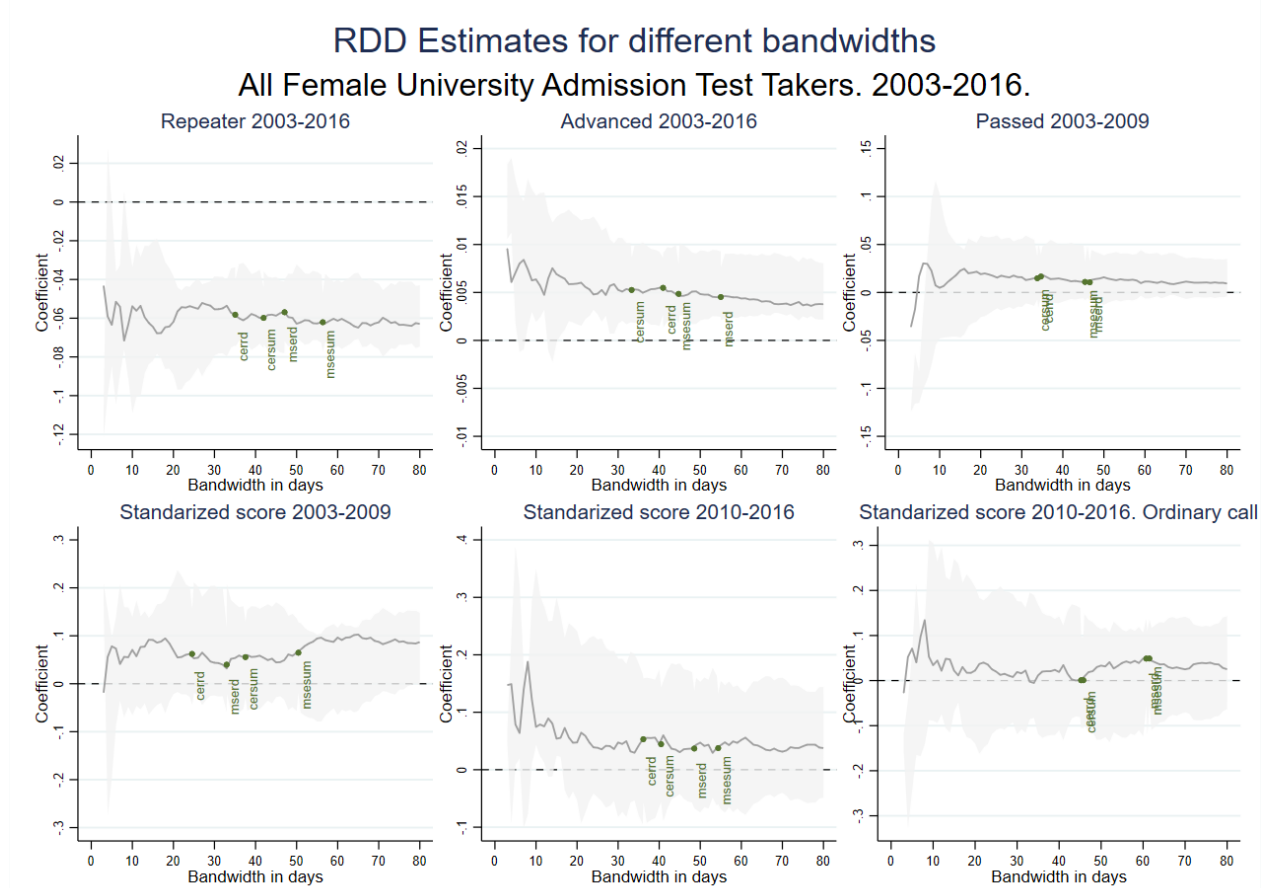 RDD Estimates for different bandwidths
All Female University Admission Test Takers. 2003-2016.
Repeater 2003-2016
Coefficient
.02
0
-.02
-.04
-.06
-.08
-.1
-.12
cerrd
cersum
mserd
msesum
0 10 20 30 40 50 60 70 80
Bandwidth in days
Advanced 2003-2016
Coefficient
.02
.015
.01
.005
0
-.005
-.01
cersum
cerrd
msesum
mserd
0 10 20 30 40 50 60 70 80
Bandwidth in days
Passed 2003-2009
Coefficient
.15
.1
.05
0
-.05
-.1
-.15
cersum
cerrd
msesum
mserd
0 10 20 30 40 50 60 70 80
Bandwidth in days
Standarized score 2003-2009
Coefficient
.3
.2
.1
0
-.1
-.2
-.3
cerrd
mserd
cersum
msesum
0 10 20 30 40 50 60 70 80
Bandwidth in days
Standarized score 2010-2016
Coefficient
.4
.3
.2
.1
0
-.1
cerrd
cersum
mserd
msesum
0 10 20 30 40 50 60 70 80
Bandwidth in days
Standarized score 2010-2016. Ordinary call
Coefficient
.3
.2
.1
0
-.1
-.2
-.3
cerrd
cersum
mserd
msesum
0 10 20 30 40 50 60 70 80
Bandwidth in days